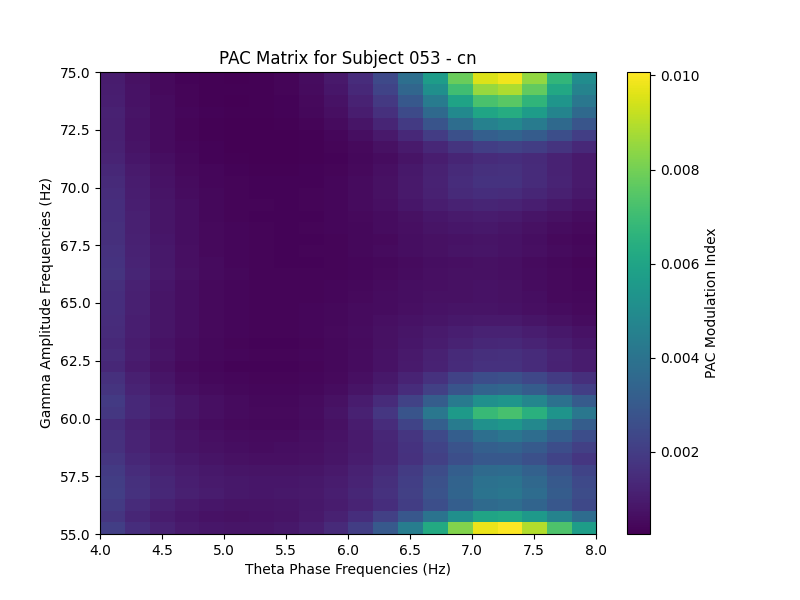 PAC Matrix for Subject 053 - cn
75.0
72.5
70.0
67.5
65.0
62.5
60.0
57.5
55.0
Gamma Amplitude Frequencies (Hz)
4.0 4.5 5.0 5.5 6.0 6.5 7.0 7.5 8.0
Theta Phase Frequencies (Hz)
0.010
0.008
0.006
0.004
0.002
PAC Modulation Index